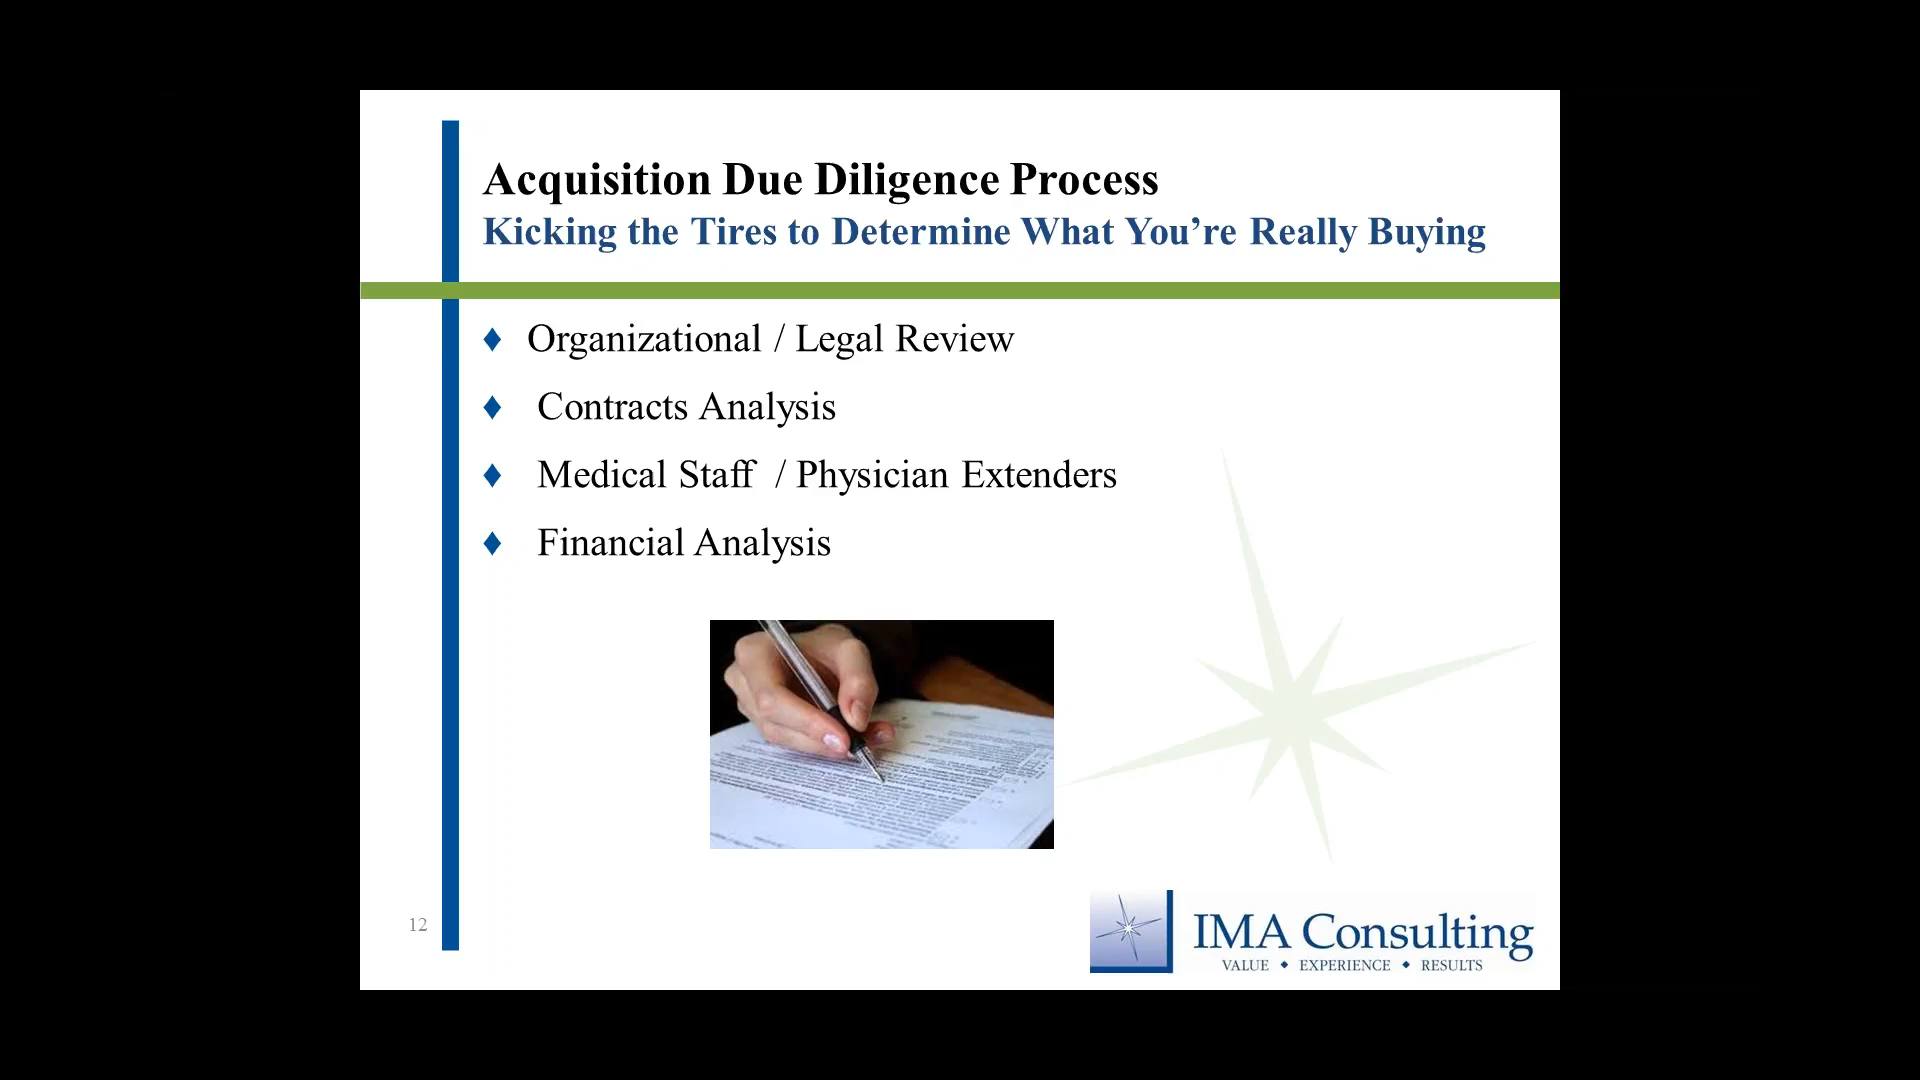 Acquisition Due Diligence Process
Kicking the Tires to Determine What You’re Really Buying
♦ Organizational / Legal Review
♦ Contracts Analysis
♦ Medical Staff / Physician Extenders
♦ Financial Analysis
12
IMA Consulting
VALUE ♦ EXPERIENCE ♦ RESULTS